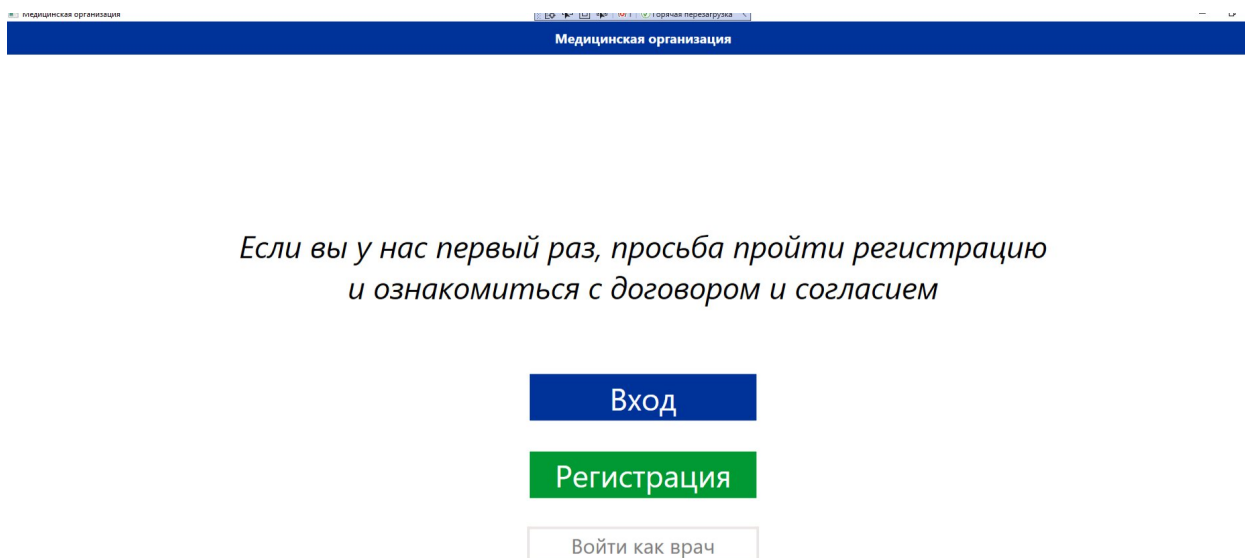 Медицинская организация
Горячая перезагрузка
Медицинская организация
Если вы у нас первый раз, просьба пройти регистрацию
и ознакомиться с договором и согласием
Вход
Регистрация
Войти как врач